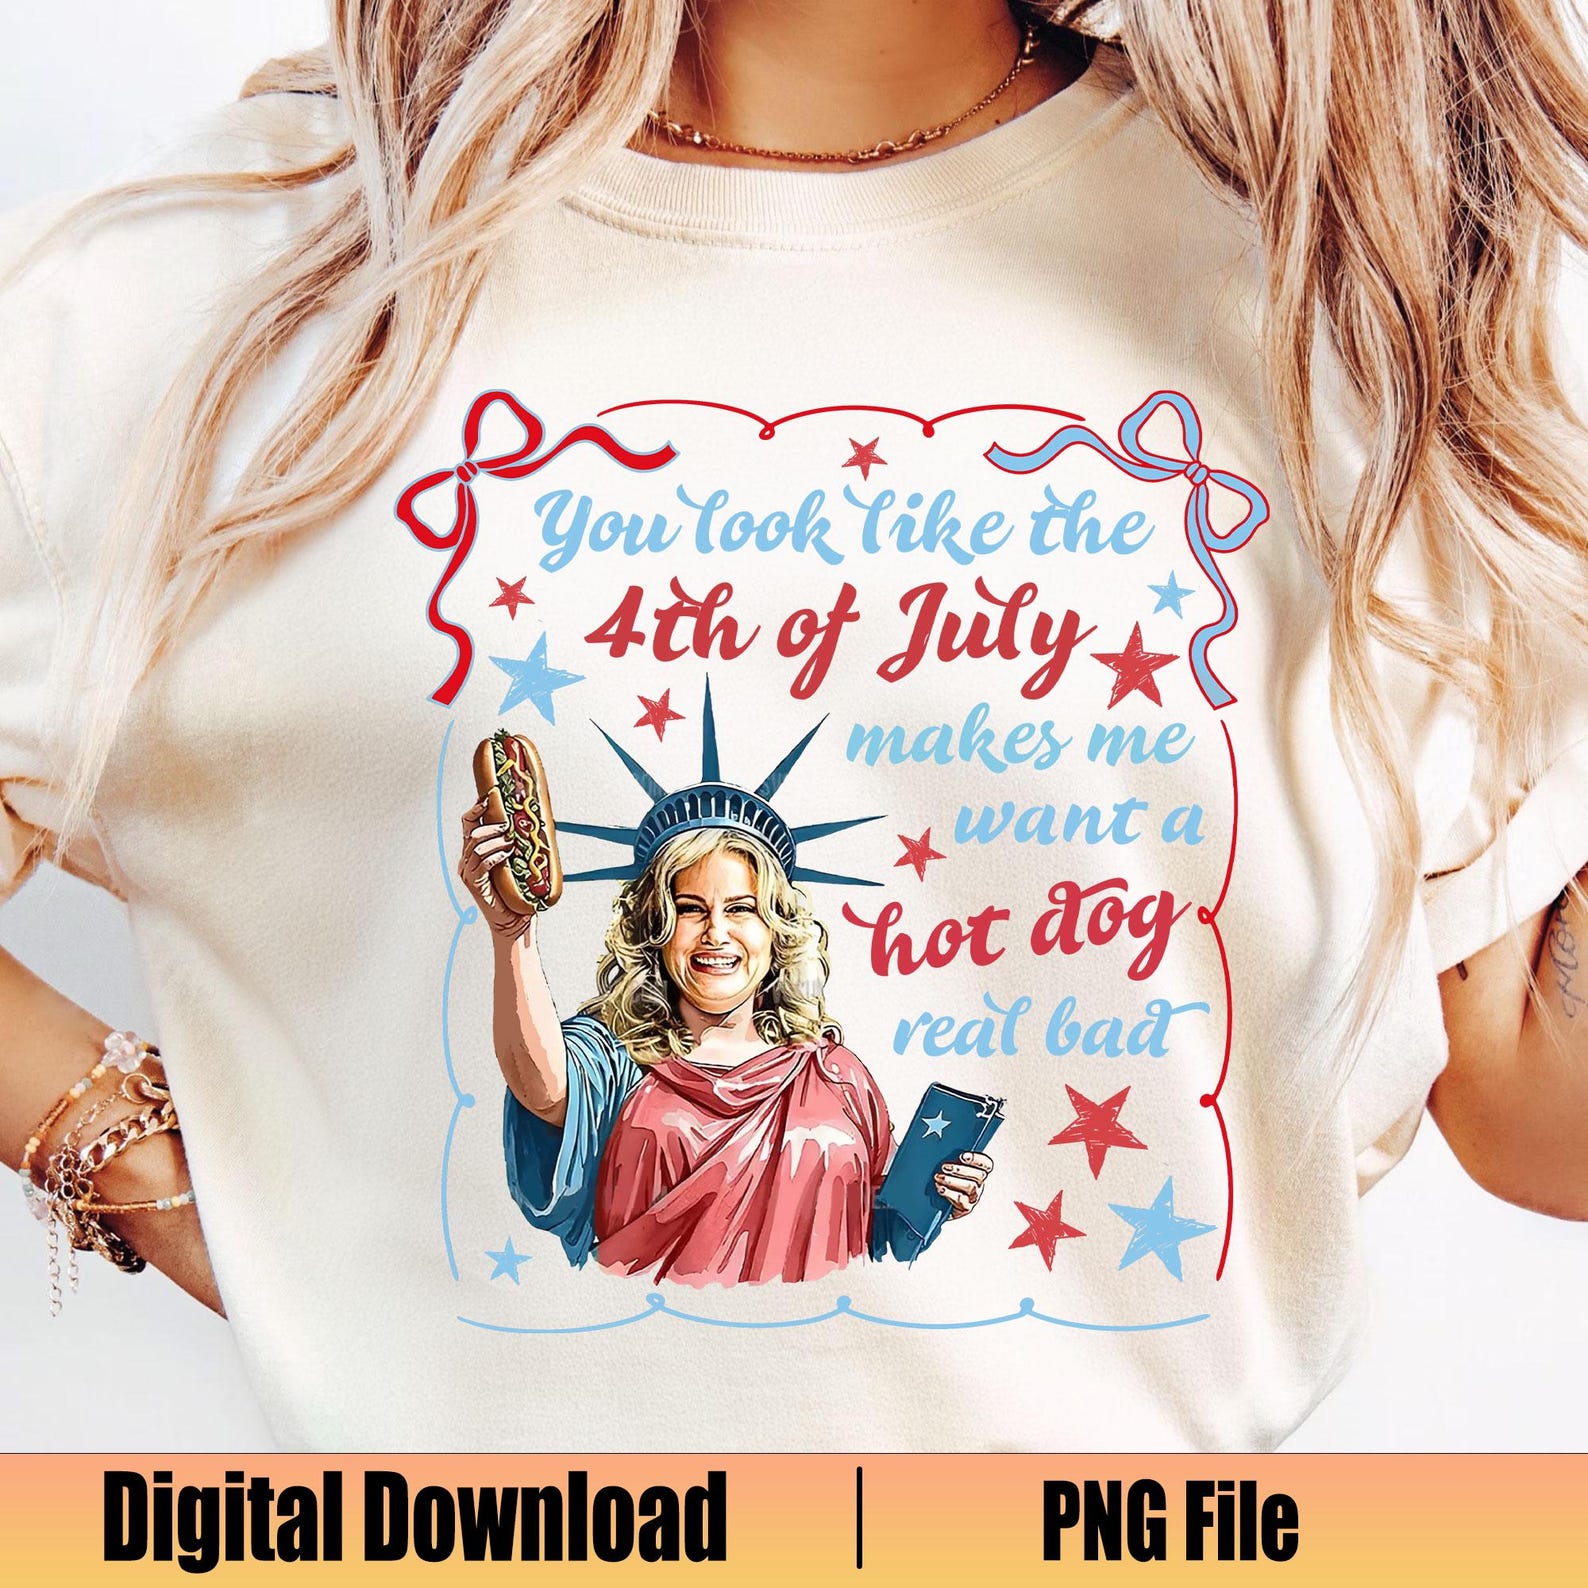 You look like the
4th of July
makes me
want a
hot dog
real bad
Digital Download | PNG File